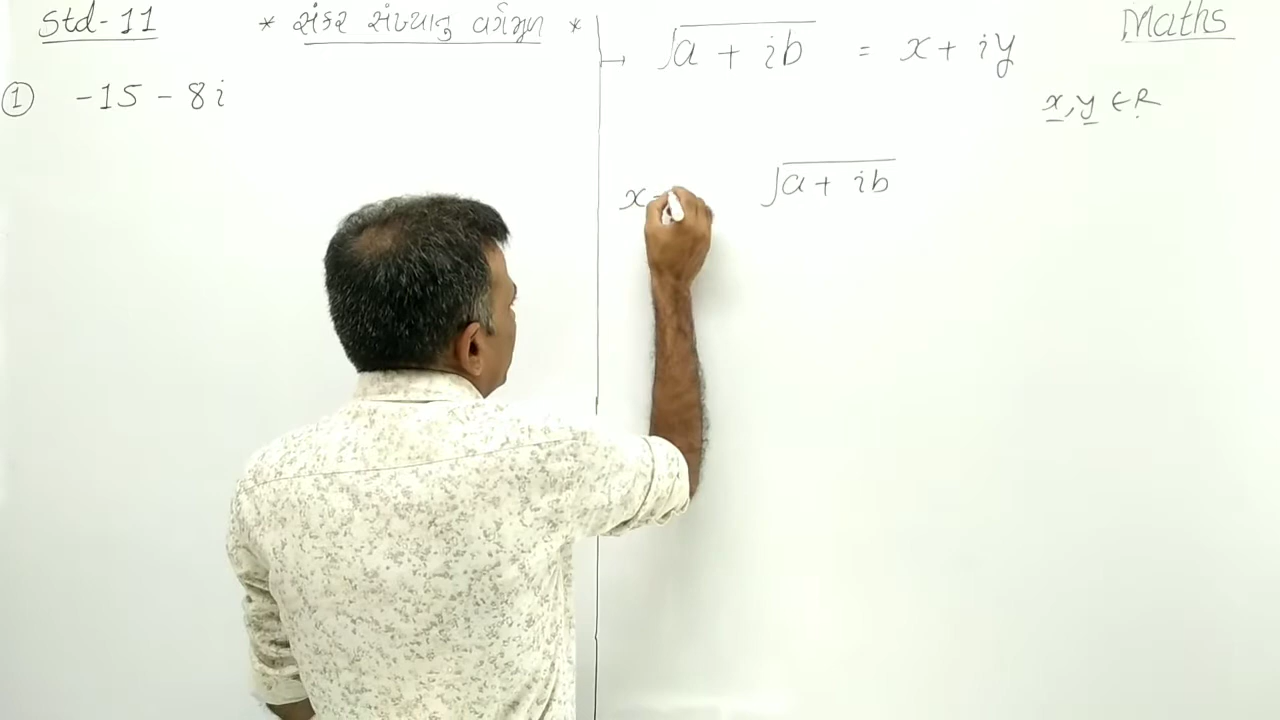 Std-11
* સંકર સંખ્યાનું વર્ગમૂળ *
Maths
① -15 - 8i
→ √a + ib = x + iy
x, y ∈ R
√a + ib
x